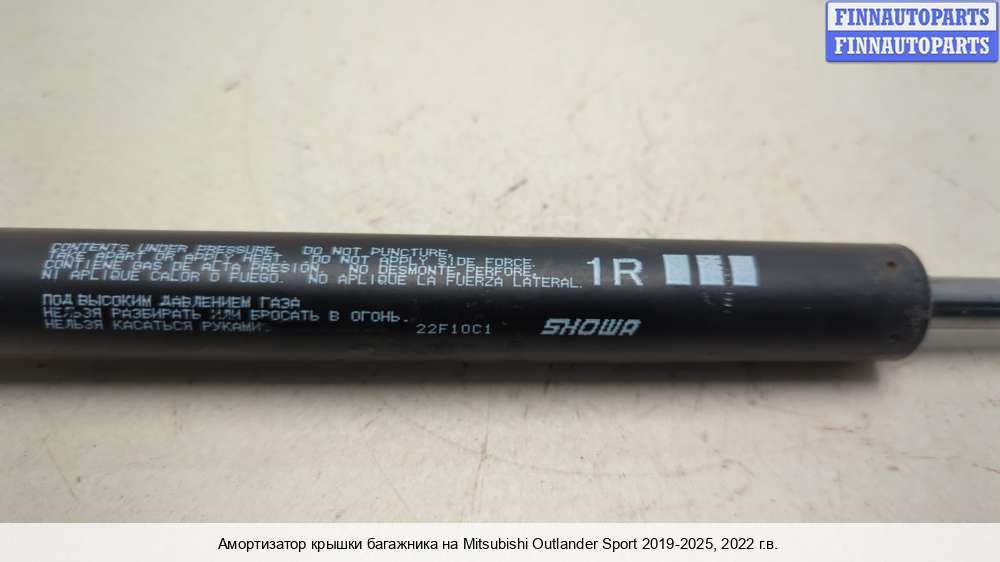 FINNAUTOPARTS
FINNAUTOPARTS
CONTENTS UNDER PRESSURE. DO NOT PUNCTURE,
TAKE APART OR APPLY HEAT. DO NOT APPLY SIDE FORCE.
CONTIENE GAS DE ALTA PRESION. NO DESMONTE,PERFORE,
NI APLIQUE CALOR O FUEGO. NO APLIQUE LA FUERZA LATERAL.
1R
ПОД ВЫСОКИМ ДАВЛЕНИЕМ ГАЗА
НЕЛЬЗЯ РАЗБИРАТЬ ИЛИ БРОСАТЬ В ОГОНЬ.
НЕЛЬЗЯ КАСАТЬСЯ РУКАМИ.
22F10C1
SHOWA
Амортизатор крышки багажника на Mitsubishi Outlander Sport 2019-2025, 2022 г.в.